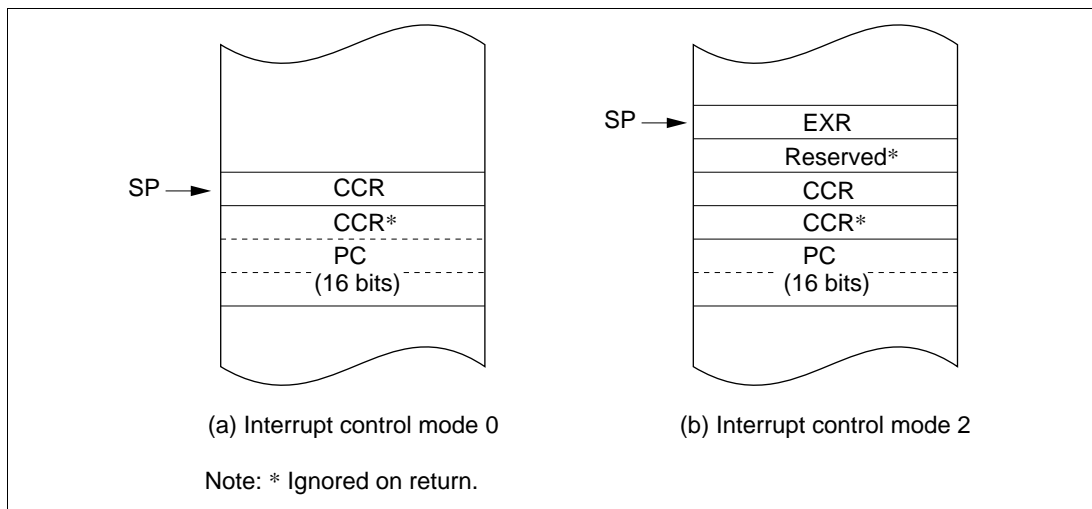 SP
CCR
CCR*
PC
(16 bits)
(a) Interrupt control mode 0
SP
EXR
Reserved*
CCR
CCR*
PC
(16 bits)
(b) Interrupt control mode 2
Note: * Ignored on return.